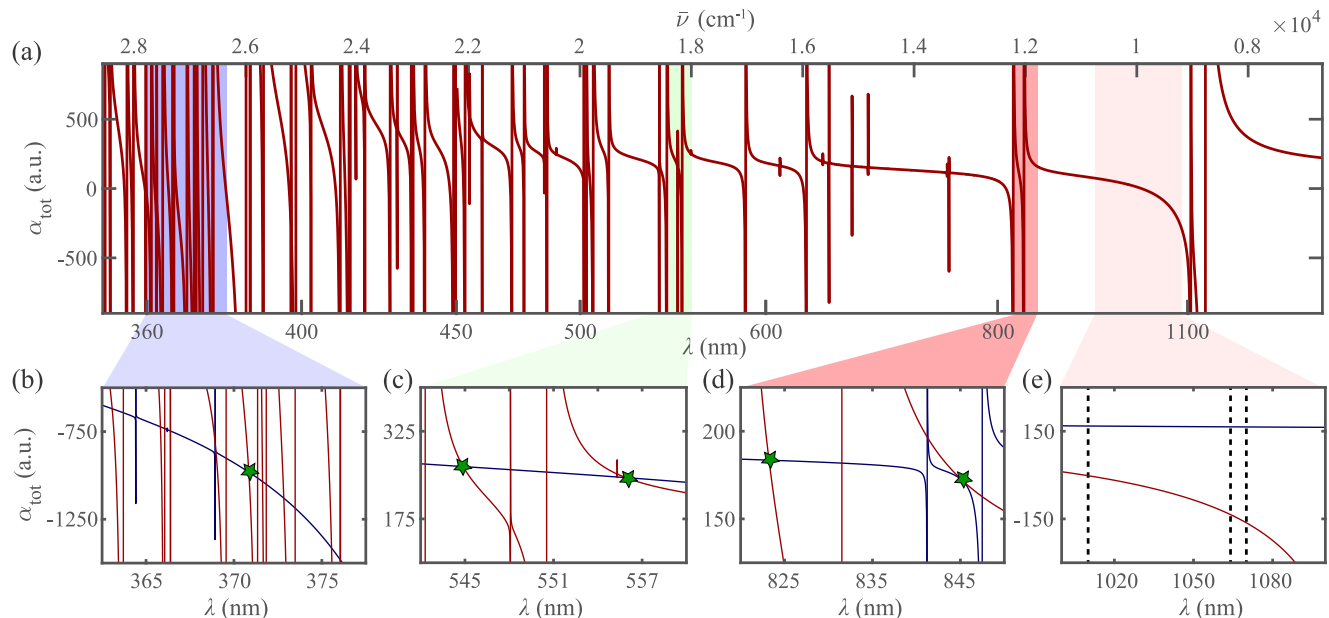 ν̄ (cm⁻¹)
(a) 2.8 2.6 2.4 2.2 2 1.8 1.6 1.4 1.2 1 0.8 ×10⁴
α_tot (a.u.)
500
0
-500
360 400 450 500 600 800 1100
λ (nm)
(b) (c) (d) (e)
α_tot (a.u.)
-750 325 200 150
-1250 175 150 -150
365 370 375 545 551 557 825 835 845 1020 1050 1080
λ (nm) λ (nm) λ (nm) λ (nm)